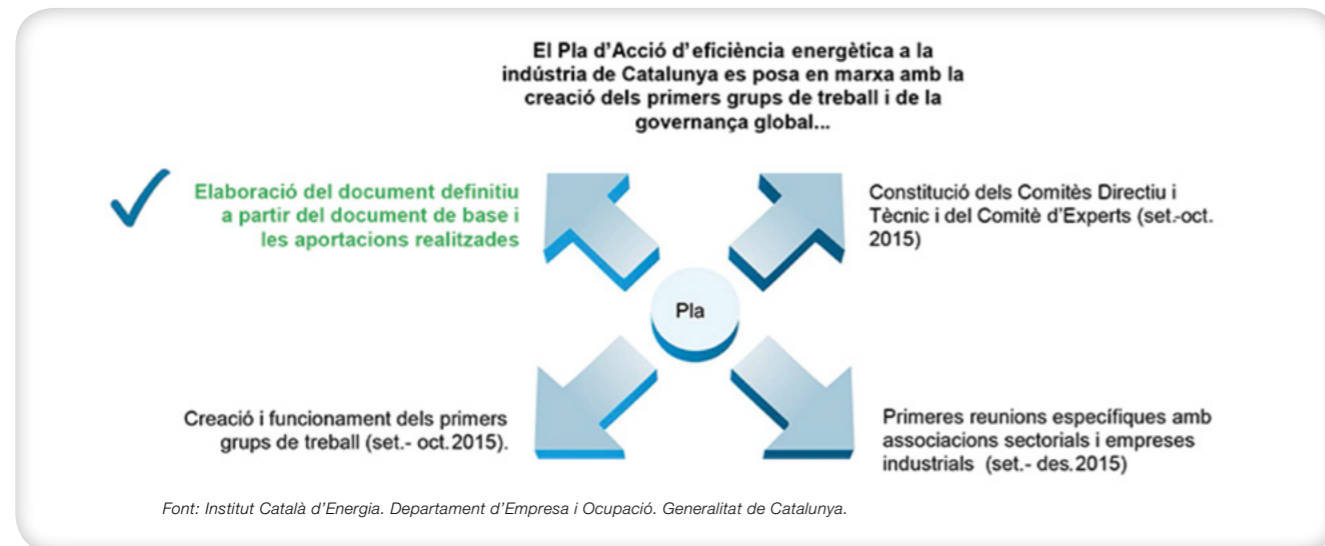 El Pla d'Acció d'eficiència energètica a la
indústria de Catalunya es posa en marxa amb la
creació dels primers grups de treball i de la
governança global...
Elaboració del document definitiu
a partir del document de base i
les aportacions realitzades
Constitució dels Comitès Directiu i
Tècnic i del Comitè d'Experts (set.-oct.
2015)
Pla
Creació i funcionament dels primers
grups de treball (set.- oct. 2015).
Primeres reunions específiques amb
associacions sectorials i empreses
industrials (set.- des. 2015)
Font: Institut Català d'Energia. Departament d'Empresa i Ocupació. Generalitat de Catalunya.